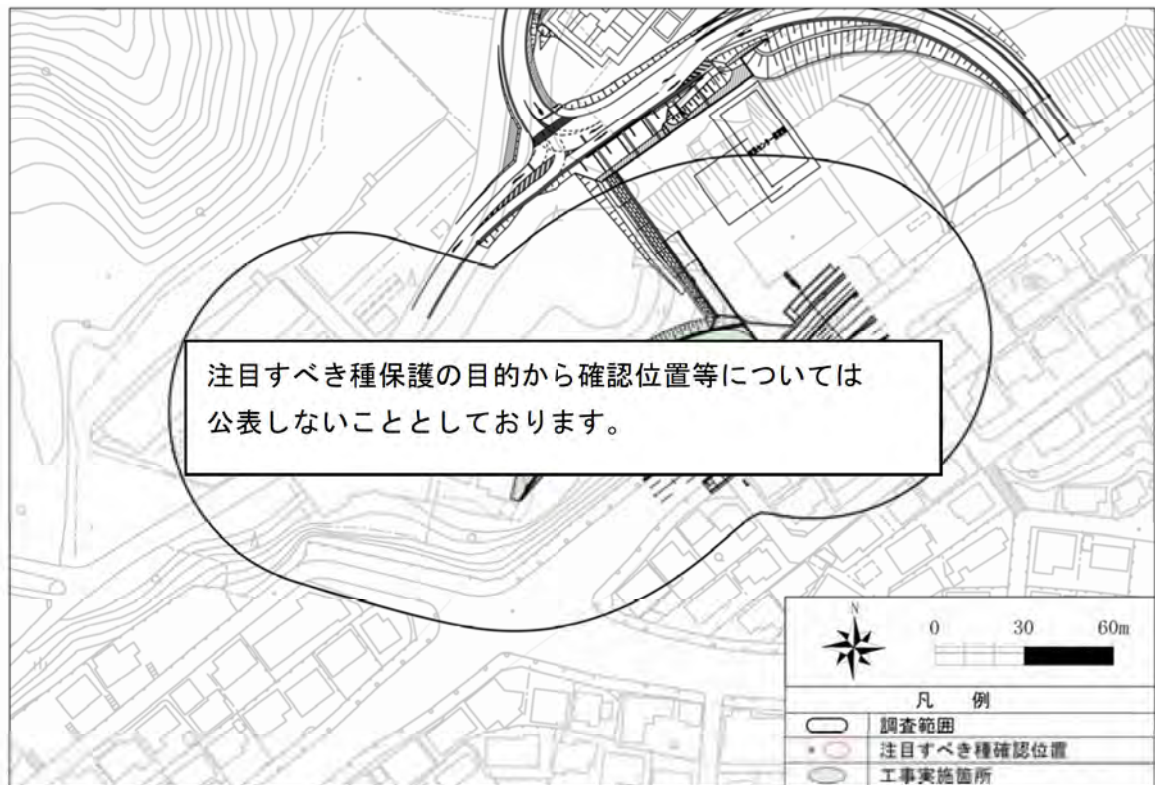 注目すべき種保護の目的から確認位置等については
公表しないこととしております。
N
0 30 60m
凡 例
調査範囲
注目すべき種確認位置
工事実施箇所